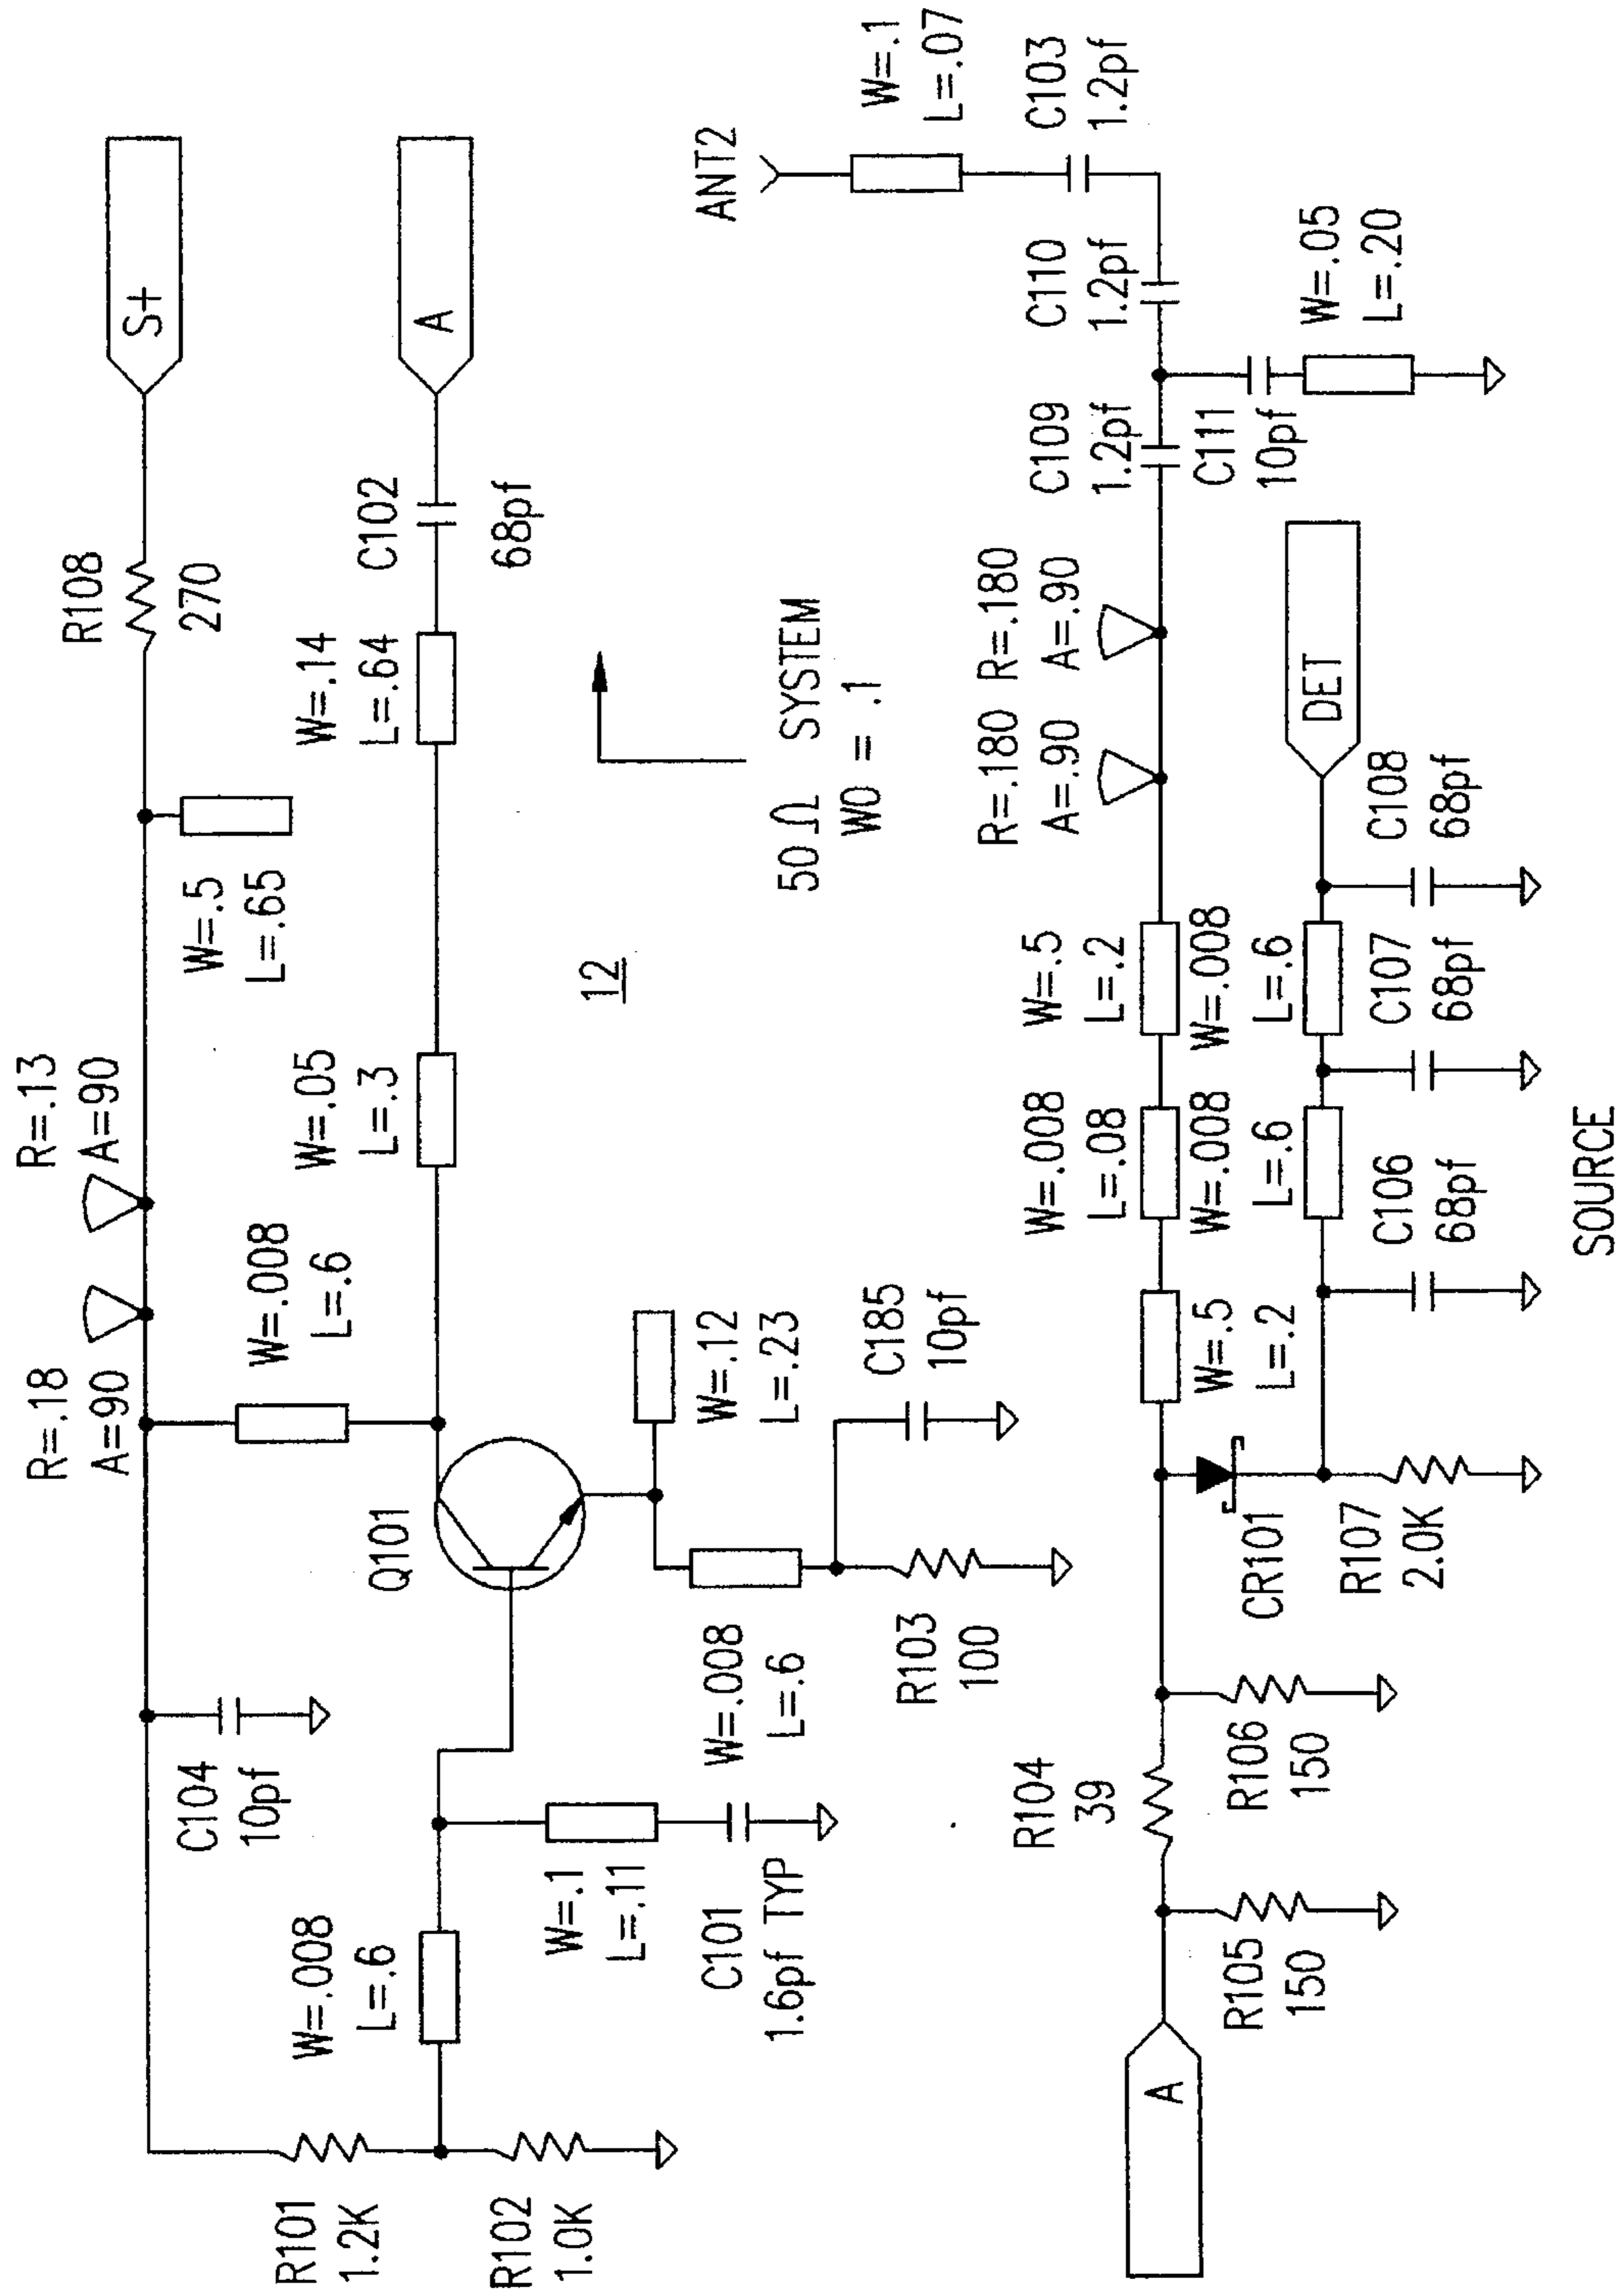 R=.18
A=90
R=.13
A=90
R108
270
S+
W=.5
L=.65
C104
10pf
W=.008
L=.6
W=.05
L=.3
W=.14
L=.64
C102
68pf
A
Q101
R101
1.2K
W=.008
L=.6
R102
1.0K
W=.1
L=.11
C101
1.6pf TYP
W=.008
L=.6
R103
100
W=.12
L=.23
C185
10pf
12
50Ω SYSTEM
W0 = .1
ANT2
W=.1
L=.07
C103
1.2pf
A
R105
150
R104
39
R106
150
CR101
R107
2.0K
W=.5
L=.2
W=.008
L=.08
W=.5
L=.2
R=.180
A=.90
R=.180
A=.90
C109
1.2pf
C110
1.2pf
C111
10pf
W=.05
L=.20
W=.008
L=.6
W=.008
L=.6
C106
68pf
C107
68pf
C108
68pf
DET
SOURCE